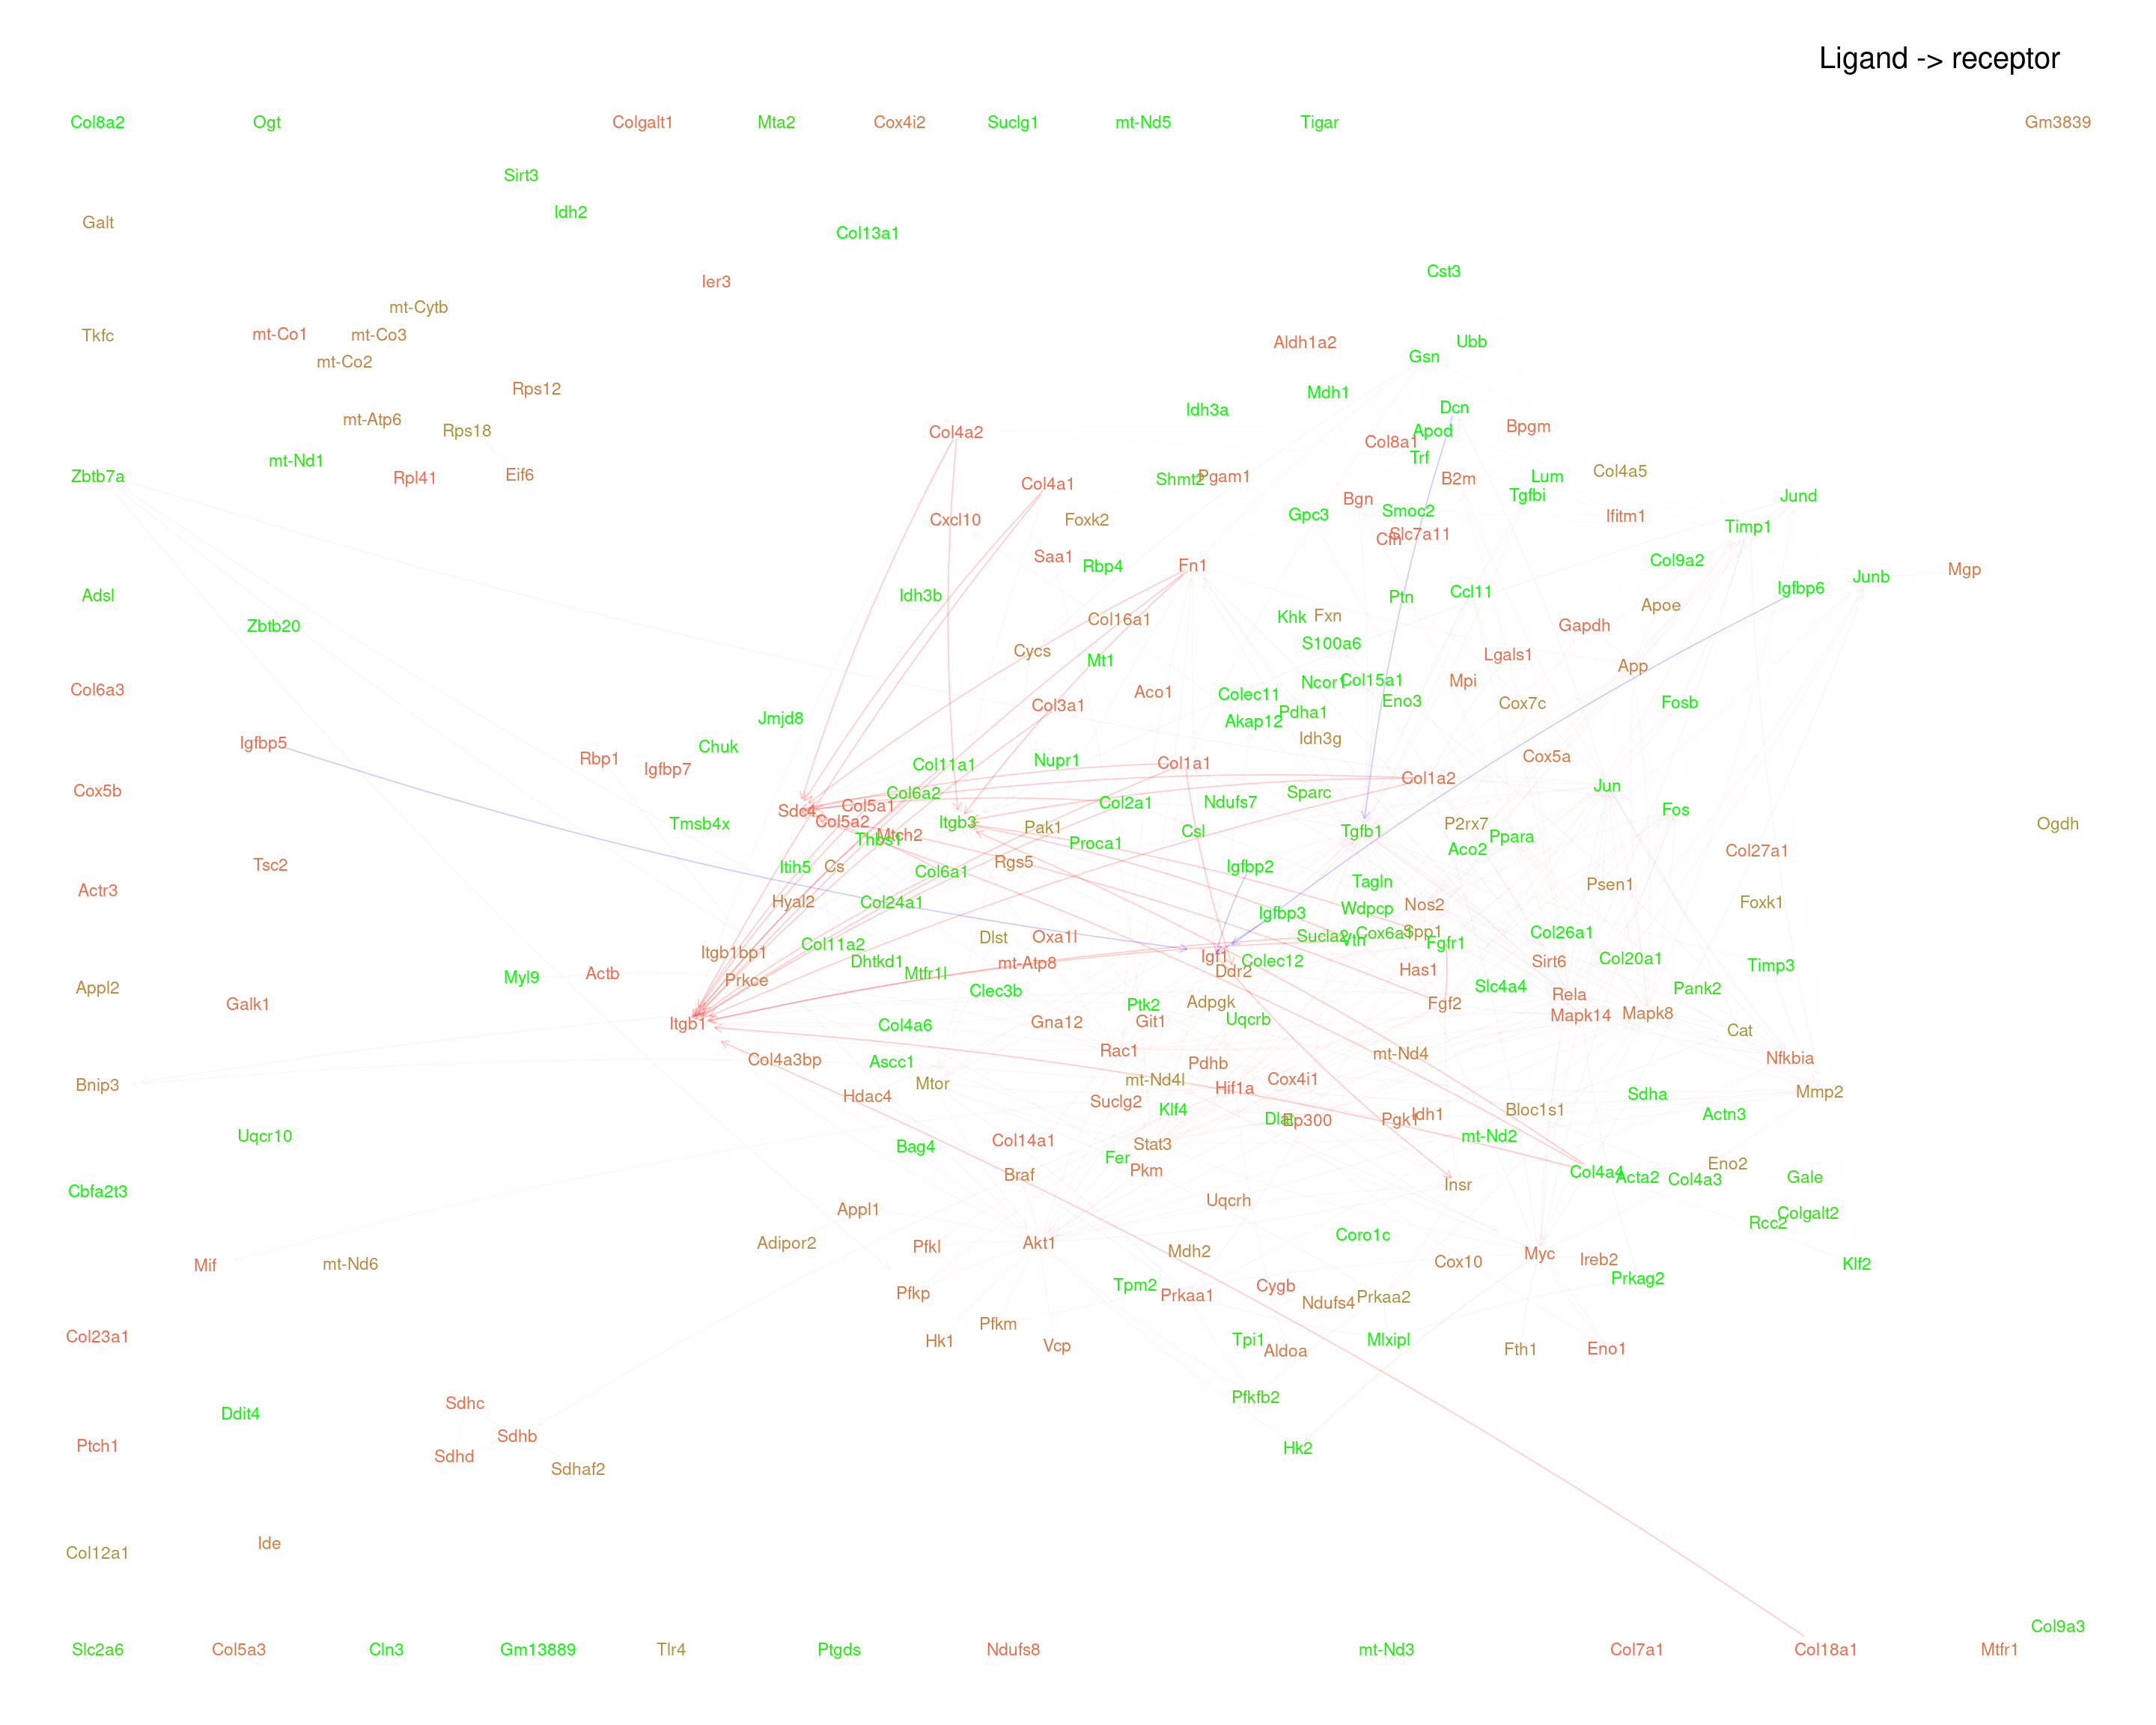 Ligand -> receptor
Col8a2 Ogt Colgalt1 Mta2 Cox4i2 Suclg1 mt-Nd5 Tigar Gm3839
Sirt3
Idh2
Galt
Col13a1
Cst3
Ier3
mt-Cytb
Tkfc mt-Co1 mt-Co3 Aldh1a2 Ubb
mt-Co2 Gsn
Rps12 Mdh1
Idh3a Dcn
mt-Atp6 Rps18 Col4a2 Apod Bpgm
Col8a1
mt-Nd1 Trf
Zbtb7a Rpl41 Eif6 Col4a1 Shmt2 Pgam1 B2m Lum Col4a5
Bgn Tgfbi Jund
Cxcl10 Foxk2 Gpc3 Smoc2 Ifitm1 Timp1
Cfh Slc7a11
Saa1 Rbp4 Fn1 Col9a2 Junb Mgp
Adsl Idh3b Ptn Ccl11 Apoe Igfbp6
Zbtb20 Col16a1 Khk Fxn Gapdh
Cycs Mt1 S100a6 Lgals1 App
Col6a3 Aco1 Colec11 Ncor1 Col15a1 Mpi
Jmjd8 Col3a1 Akap12 Pdha1 Eno3 Cox7c Fosb
Igfbp5 Chuk Idh3g
Rbp1 Igfbp7 Col11a1 Nupr1 Col1a1 Col1a2 Cox5a
Cox5b Col6a2 Sparc Jun
Sdc4 Col5a1 Col2a1 Ndufs7 Fos
Tmsb4x Col5a2 Itgb3 Pak1 Csl Tgfb1 P2rx7 Ogdh
Thbs1 Mtch2 Proca1 Aco2 Ppara Col27a1
Tsc2 Itih5 Cs Col6a1 Rgs5 Igfbp2
Actr3 Tagln Psen1
Hyal2 Col24a1 Igfbp3 Wdpcp Nos2 Foxk1
Itgb1bp1 Col11a2 Dlst Oxa1l Sucla2 Vtn Cox6a1 Spp1 Fgfr1 Col26a1
Myl9 Actb Dhtkd1 mt-Atp8 Igf1 Colec12 Sirt6 Col20a1 Timp3
Appl2 Prkce Mtfr1l Ddr2 Has1
Galk1 Clec3b Ptk2 Adpgk Fgf2 Slc4a4 Rela Pank2
Itgb1 Col4a6 Gna12 Git1 Uqcrb Mapk14 Mapk8 Cat
Col4a3bp Ascc1 Rac1 Pdhb mt-Nd4 Nfkbia
Bnip3 Mtor mt-Nd4l Cox4i1 Mmp2
Hdac4 Suclg2 Klf4 Hif1a Bloc1s1 Sdha
Uqcr10 Dlat Ep300 Pgk1 Idh1 Actn3
Bag4 Col14a1 Stat3 mt-Nd2
Cbfa2t3 Braf Fer Pkm Insr Col4a4 Acta2 Col4a3 Eno2 Gale
Appl1 Uqcrh Colgalt2
Adipor2 Pfkl Akt1 Mdh2 Coro1c Rcc2
Mif mt-Nd6 Cox10 Myc Ireb2 Klf2
Pfkp Tpm2 Prkaa1 Cygb Prkaa2 Prkag2
Col23a1 Hk1 Pfkm Vcp Tpi1 Aldoa Ndufs4 Mlxipl Fth1 Eno1
Ddit4 Sdhc Pfkfb2
Ptch1 Sdhb Hk2
Sdhd Sdhaf2
Col12a1 Ide
Slc2a6 Col5a3 Cln3 Gm13889 Tlr4 Ptgds Ndufs8 mt-Nd3 Col7a1 Col18a1 Mtfr1 Col9a3